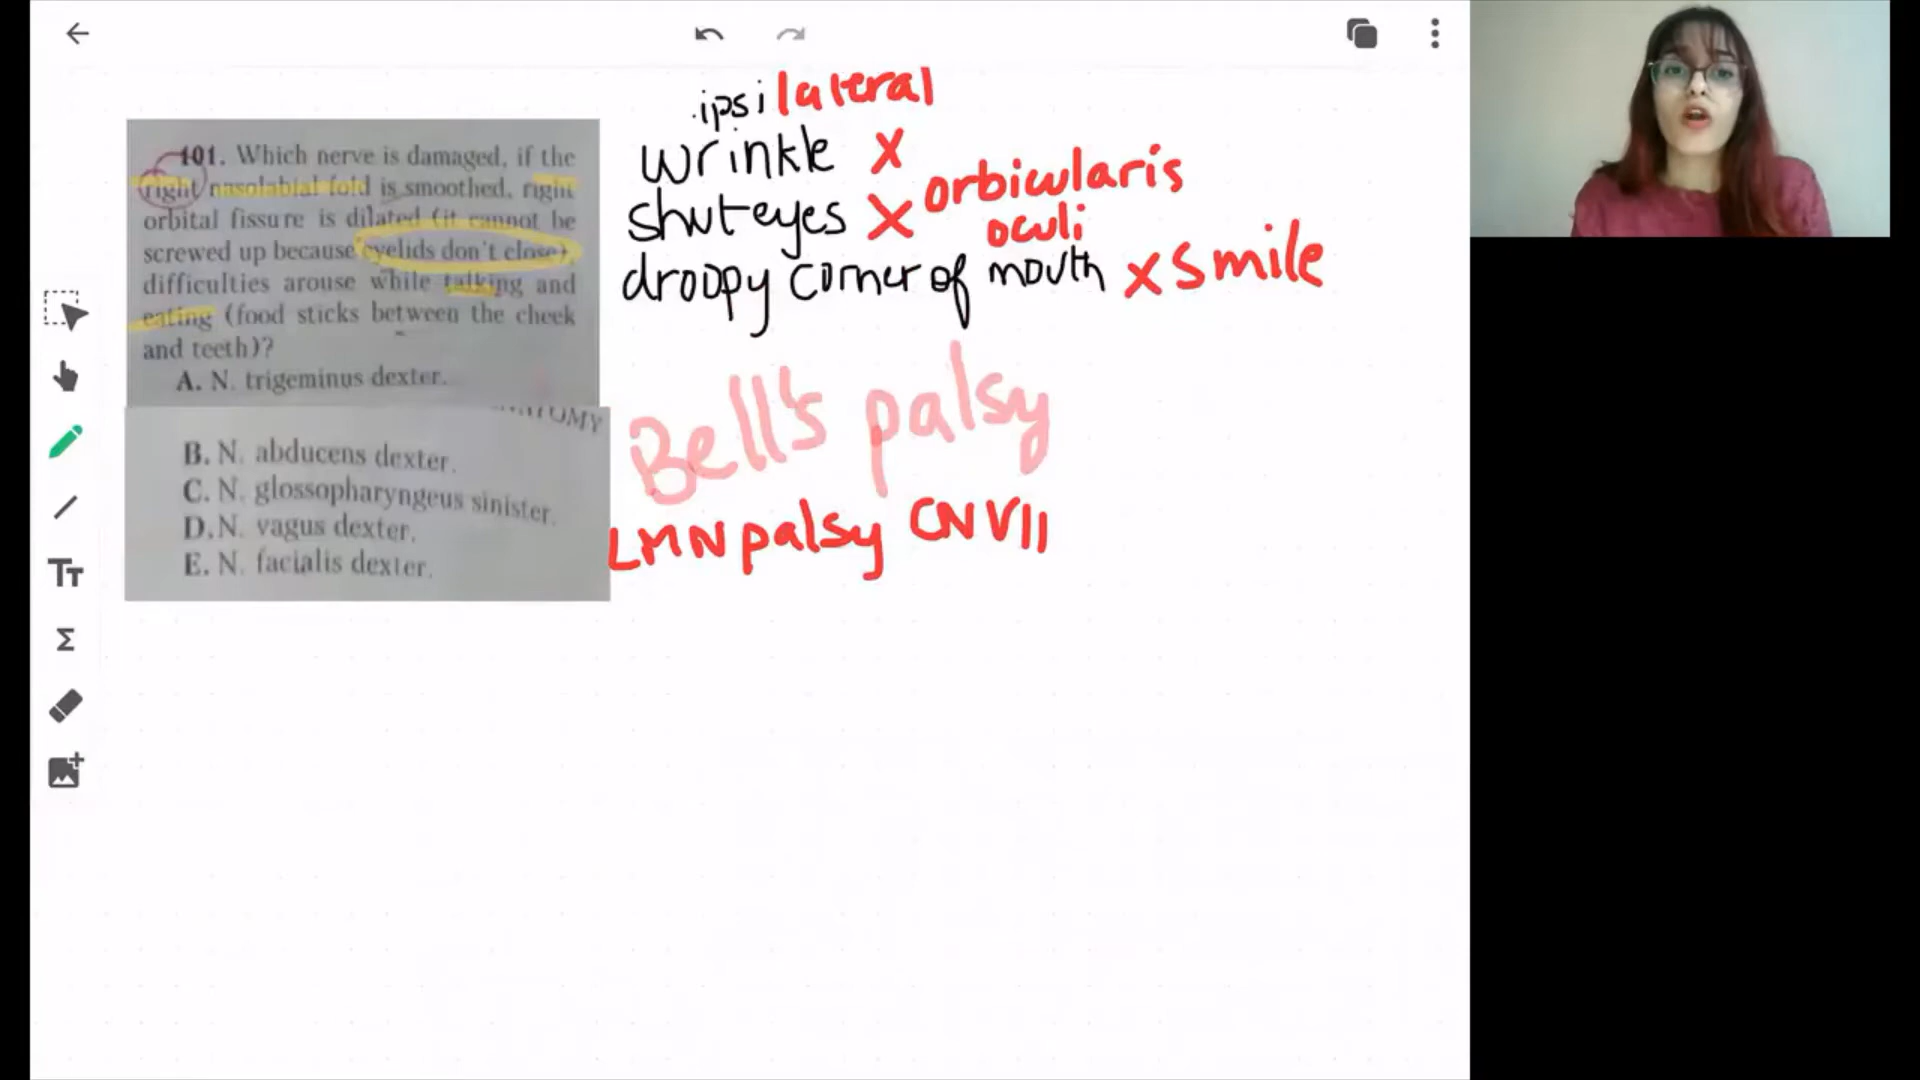 101. Which nerve is damaged, if the
right nasolabial fold is smoothed, right
orbital fissure is dilated (it cannot be
screwed up because eyelids don't close),
difficulties arouse while talking and
eating (food sticks between the cheek
and teeth)?
A. N. trigeminus dexter.
B. N. abducens dexter.
C. N. glossopharyngeus sinister.
D. N. vagus dexter.
E. N. facialis dexter.
ipsilateral
wrinkle x
shut eyes x orbicularis
oculi
droopy corner of mouth x smile
Bell's palsy
LMN palsy CN VII
Tт
Σ